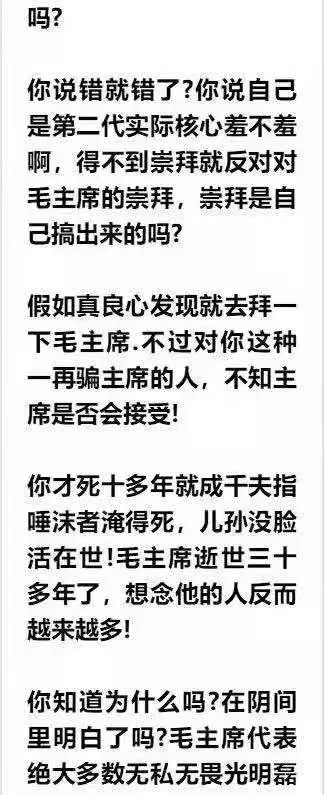 吗?
你说错就错了?你说自己
是第二代实际核心羞不羞
啊，得不到崇拜就反对对
毛主席的崇拜，崇拜是自
己搞出来的吗?
假如真良心发现就去拜一
下毛主席.不过对你这种
一再骗主席的人，不知主
席是否会接受!
你才死十多年就成千夫指
唾沫者淹得死，儿孙没脸
活在世!毛主席逝世三十
多年了，想念他的人反而
越来越多!
你知道为什么吗?在阴间
里明白了吗?毛主席代表
绝大多数无私无畏光明磊